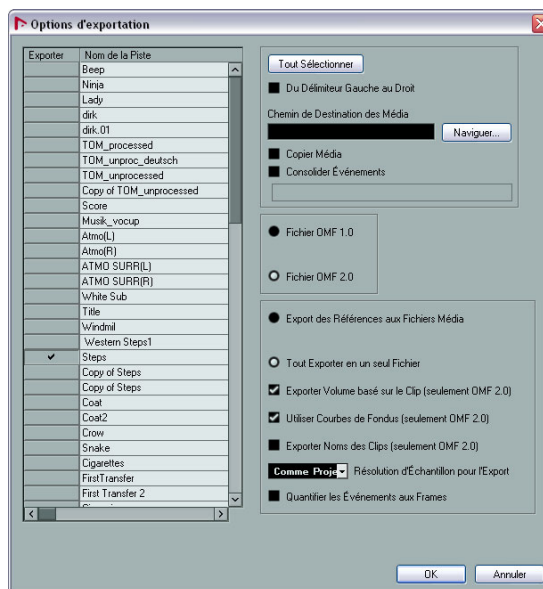 Options d'exportation
Exporter Nom de la Piste
Beep
Ninja
Lady
dirk
dirk.01
TOM_processed
TOM_unproc_deutsch
TOM_unprocessed
Copy of TOM_unprocessed
Score
Musik_vocup
Atmo(L)
Atmo(R)
ATMO SURR(L)
ATMO SURR(R)
White Sub
Title
Windmil
Western Steps1
Steps
Copy of Steps
Copy of Steps
Coat
Coat2
Crow
Snake
Cigarettes
FirstTransfer
First Transfer 2
Tout Sélectionner
Du Délimiteur Gauche au Droit
Chemin de Destination des Média
Naviguer...
Copier Média
Consolider Événements
Fichier OMF 1.0
Fichier OMF 2.0
Export des Références aux Fichiers Média
Tout Exporter en un seul Fichier
Exporter Volume basé sur le Clip (seulement OMF 2.0)
Utiliser Courbes de Fondus (seulement OMF 2.0)
Exporter Noms des Clips (seulement OMF 2.0)
Comme Proje Résolution d'Échantillon pour l'Export
Quantifier les Événements aux Frames
OK Annuler